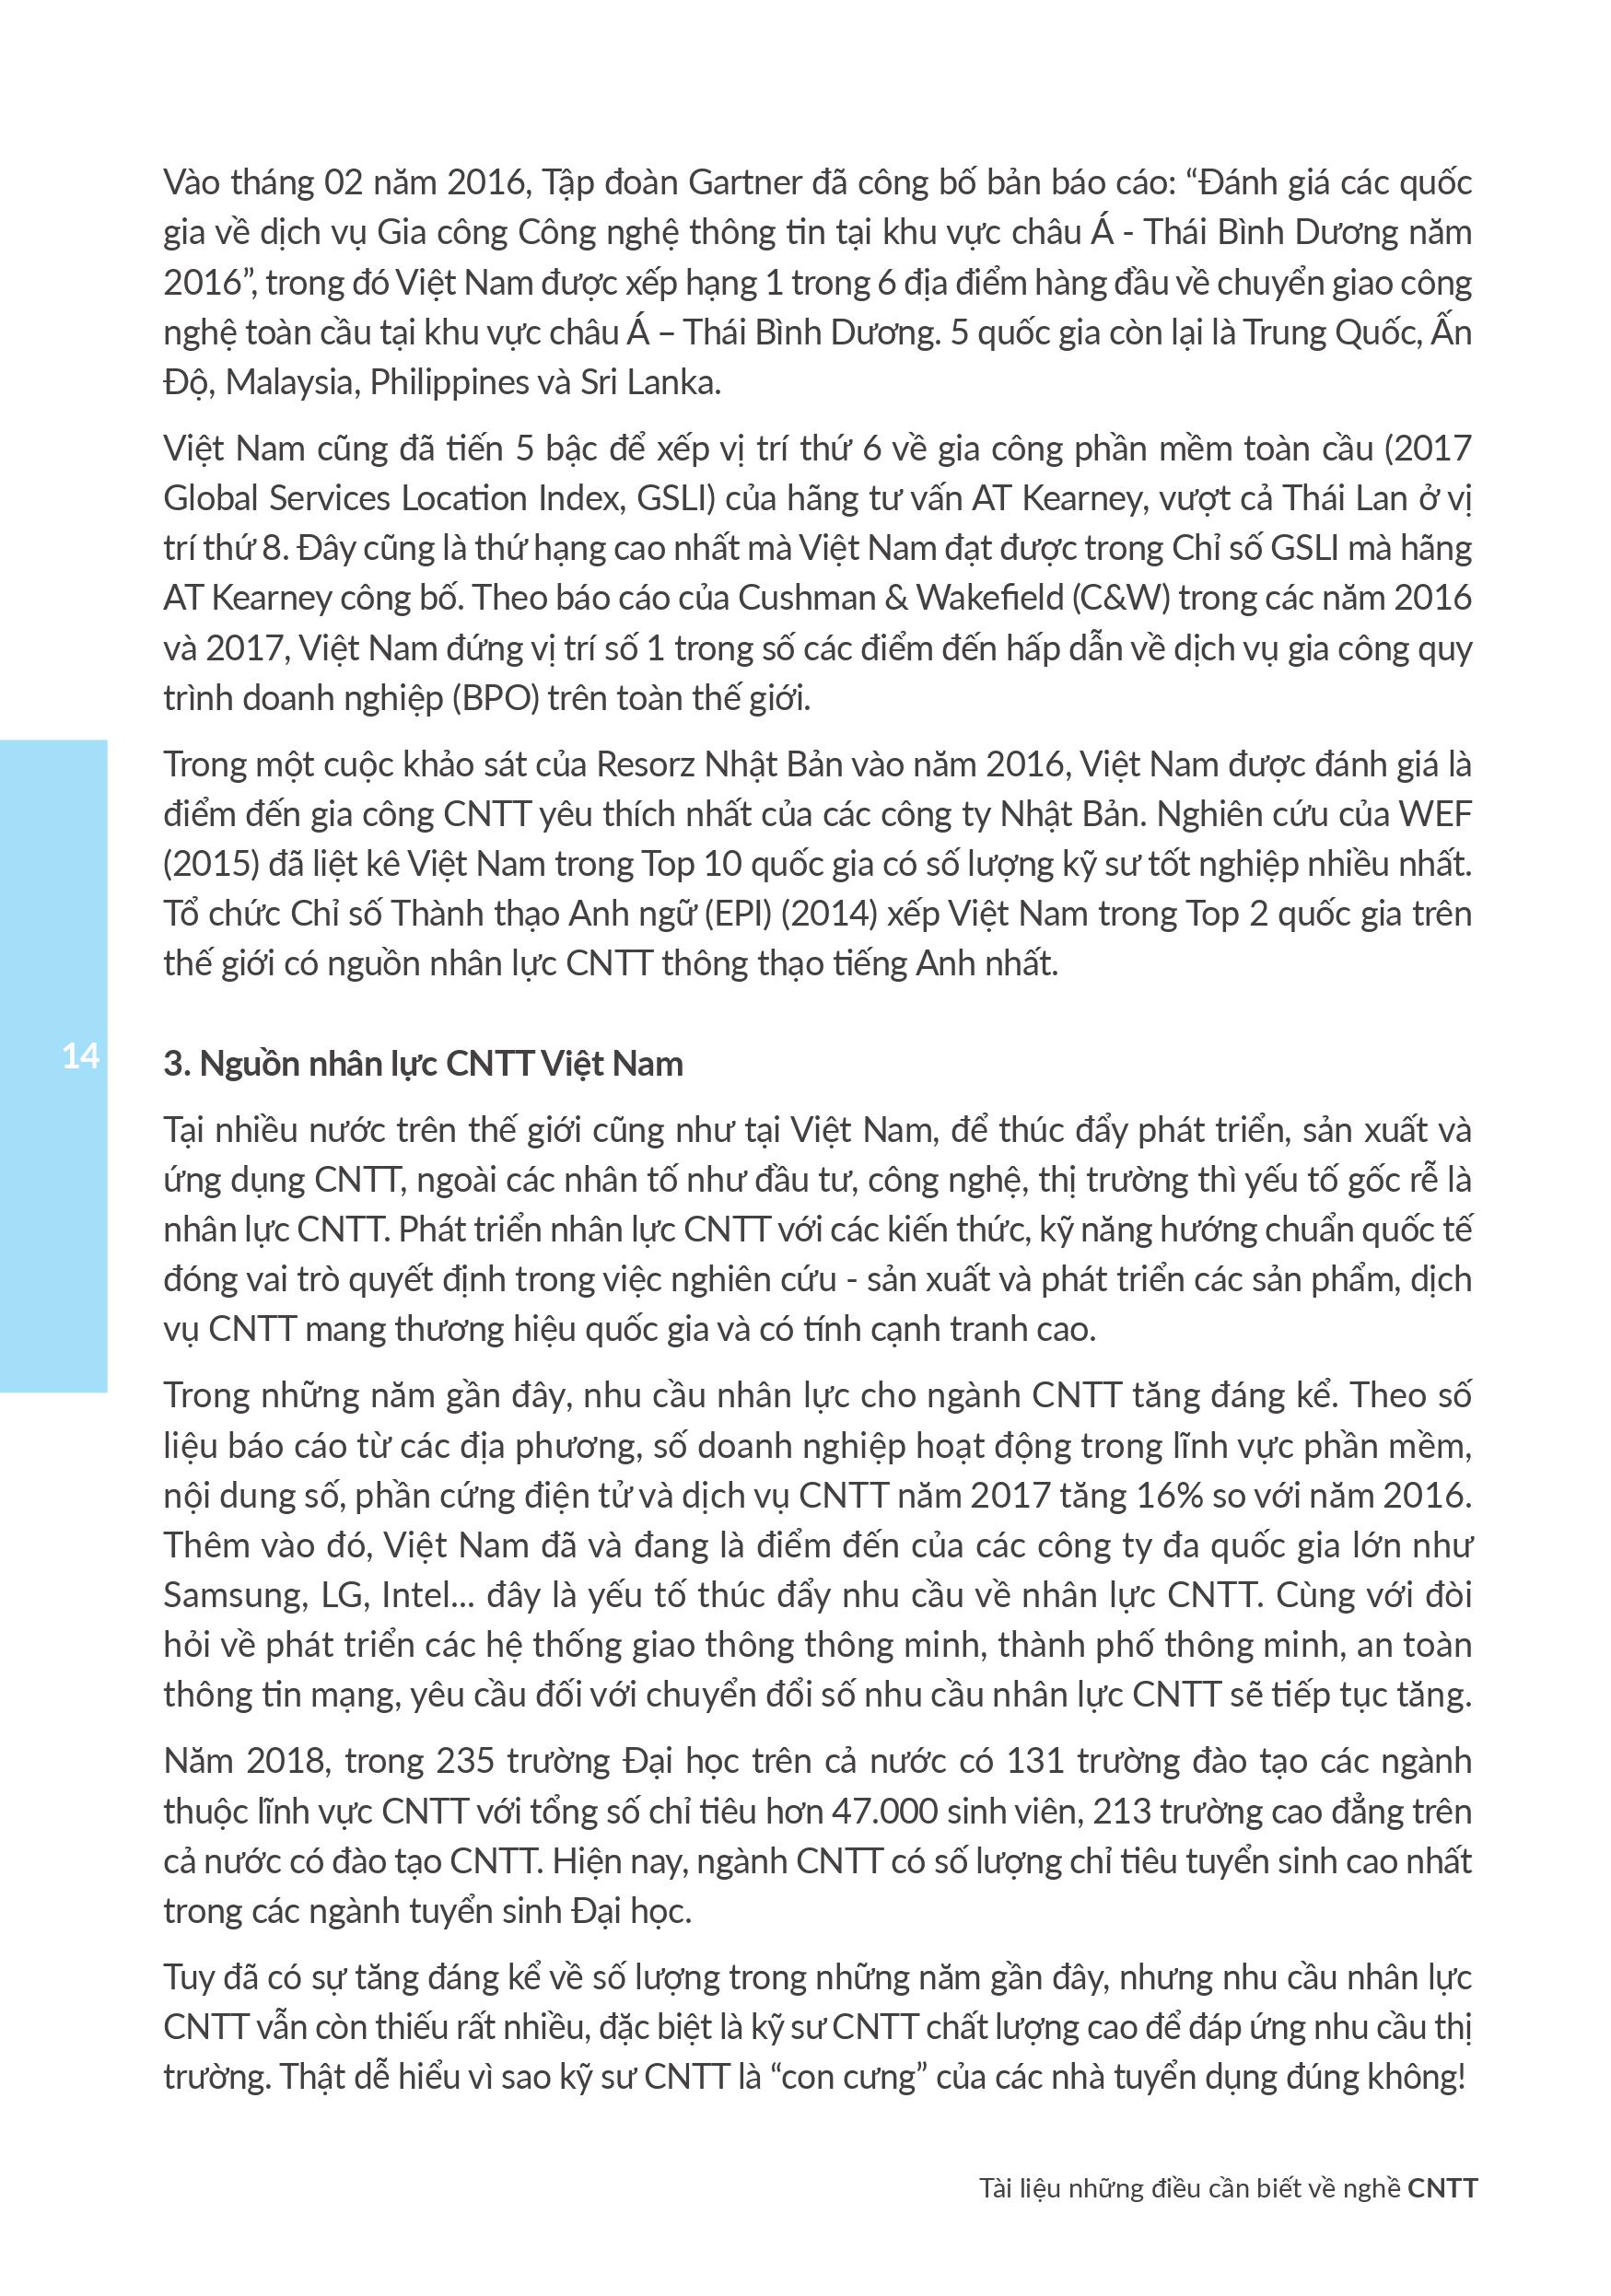 Vào tháng 02 năm 2016, Tập đoàn Gartner đã công bố bản báo cáo: “Đánh giá các quốc
gia về dịch vụ Gia công Công nghệ thông tin tại khu vực châu Á - Thái Bình Dương năm
2016”, trong đó Việt Nam được xếp hạng 1 trong 6 địa điểm hàng đầu về chuyển giao công
nghệ toàn cầu tại khu vực châu Á – Thái Bình Dương. 5 quốc gia còn lại là Trung Quốc, Ấn
Độ, Malaysia, Philippines và Sri Lanka.
Việt Nam cũng đã tiến 5 bậc để xếp vị trí thứ 6 về gia công phần mềm toàn cầu (2017
Global Services Location Index, GSLI) của hãng tư vấn AT Kearney, vượt cả Thái Lan ở vị
trí thứ 8. Đây cũng là thứ hạng cao nhất mà Việt Nam đạt được trong Chỉ số GSLI mà hãng
AT Kearney công bố. Theo báo cáo của Cushman & Wakefield (C&W) trong các năm 2016
và 2017, Việt Nam đứng vị trí số 1 trong số các điểm đến hấp dẫn về dịch vụ gia công quy
trình doanh nghiệp (BPO) trên toàn thế giới.
Trong một cuộc khảo sát của Resorz Nhật Bản vào năm 2016, Việt Nam được đánh giá là
điểm đến gia công CNTT yêu thích nhất của các công ty Nhật Bản. Nghiên cứu của WEF
(2015) đã liệt kê Việt Nam trong Top 10 quốc gia có số lượng kỹ sư tốt nghiệp nhiều nhất.
Tổ chức Chỉ số Thành thạo Anh ngữ (EPI) (2014) xếp Việt Nam trong Top 2 quốc gia trên
thế giới có nguồn nhân lực CNTT thông thạo tiếng Anh nhất.
14
3. Nguồn nhân lực CNTT Việt Nam
Tại nhiều nước trên thế giới cũng như tại Việt Nam, để thúc đẩy phát triển, sản xuất và
ứng dụng CNTT, ngoài các nhân tố như đầu tư, công nghệ, thị trường thì yếu tố gốc rễ là
nhân lực CNTT. Phát triển nhân lực CNTT với các kiến thức, kỹ năng hướng chuẩn quốc tế
đóng vai trò quyết định trong việc nghiên cứu - sản xuất và phát triển các sản phẩm, dịch
vụ CNTT mang thương hiệu quốc gia và có tính cạnh tranh cao.
Trong những năm gần đây, nhu cầu nhân lực cho ngành CNTT tăng đáng kể. Theo số
liệu báo cáo từ các địa phương, số doanh nghiệp hoạt động trong lĩnh vực phần mềm,
nội dung số, phần cứng điện tử và dịch vụ CNTT năm 2017 tăng 16% so với năm 2016.
Thêm vào đó, Việt Nam đã và đang là điểm đến của các công ty đa quốc gia lớn như
Samsung, LG, Intel... đây là yếu tố thúc đẩy nhu cầu về nhân lực CNTT. Cùng với đòi
hỏi về phát triển các hệ thống giao thông thông minh, thành phố thông minh, an toàn
thông tin mạng, yêu cầu đối với chuyển đổi số nhu cầu nhân lực CNTT sẽ tiếp tục tăng.
Năm 2018, trong 235 trường Đại học trên cả nước có 131 trường đào tạo các ngành
thuộc lĩnh vực CNTT với tổng số chỉ tiêu hơn 47.000 sinh viên, 213 trường cao đẳng trên
cả nước có đào tạo CNTT. Hiện nay, ngành CNTT có số lượng chỉ tiêu tuyển sinh cao nhất
trong các ngành tuyển sinh Đại học.
Tuy đã có sự tăng đáng kể về số lượng trong những năm gần đây, nhưng nhu cầu nhân lực
CNTT vẫn còn thiếu rất nhiều, đặc biệt là kỹ sư CNTT chất lượng cao để đáp ứng nhu cầu thị
trường. Thật dễ hiểu vì sao kỹ sư CNTT là “con cưng” của các nhà tuyển dụng đúng không!
Tài liệu những điều cần biết về nghề CNTT